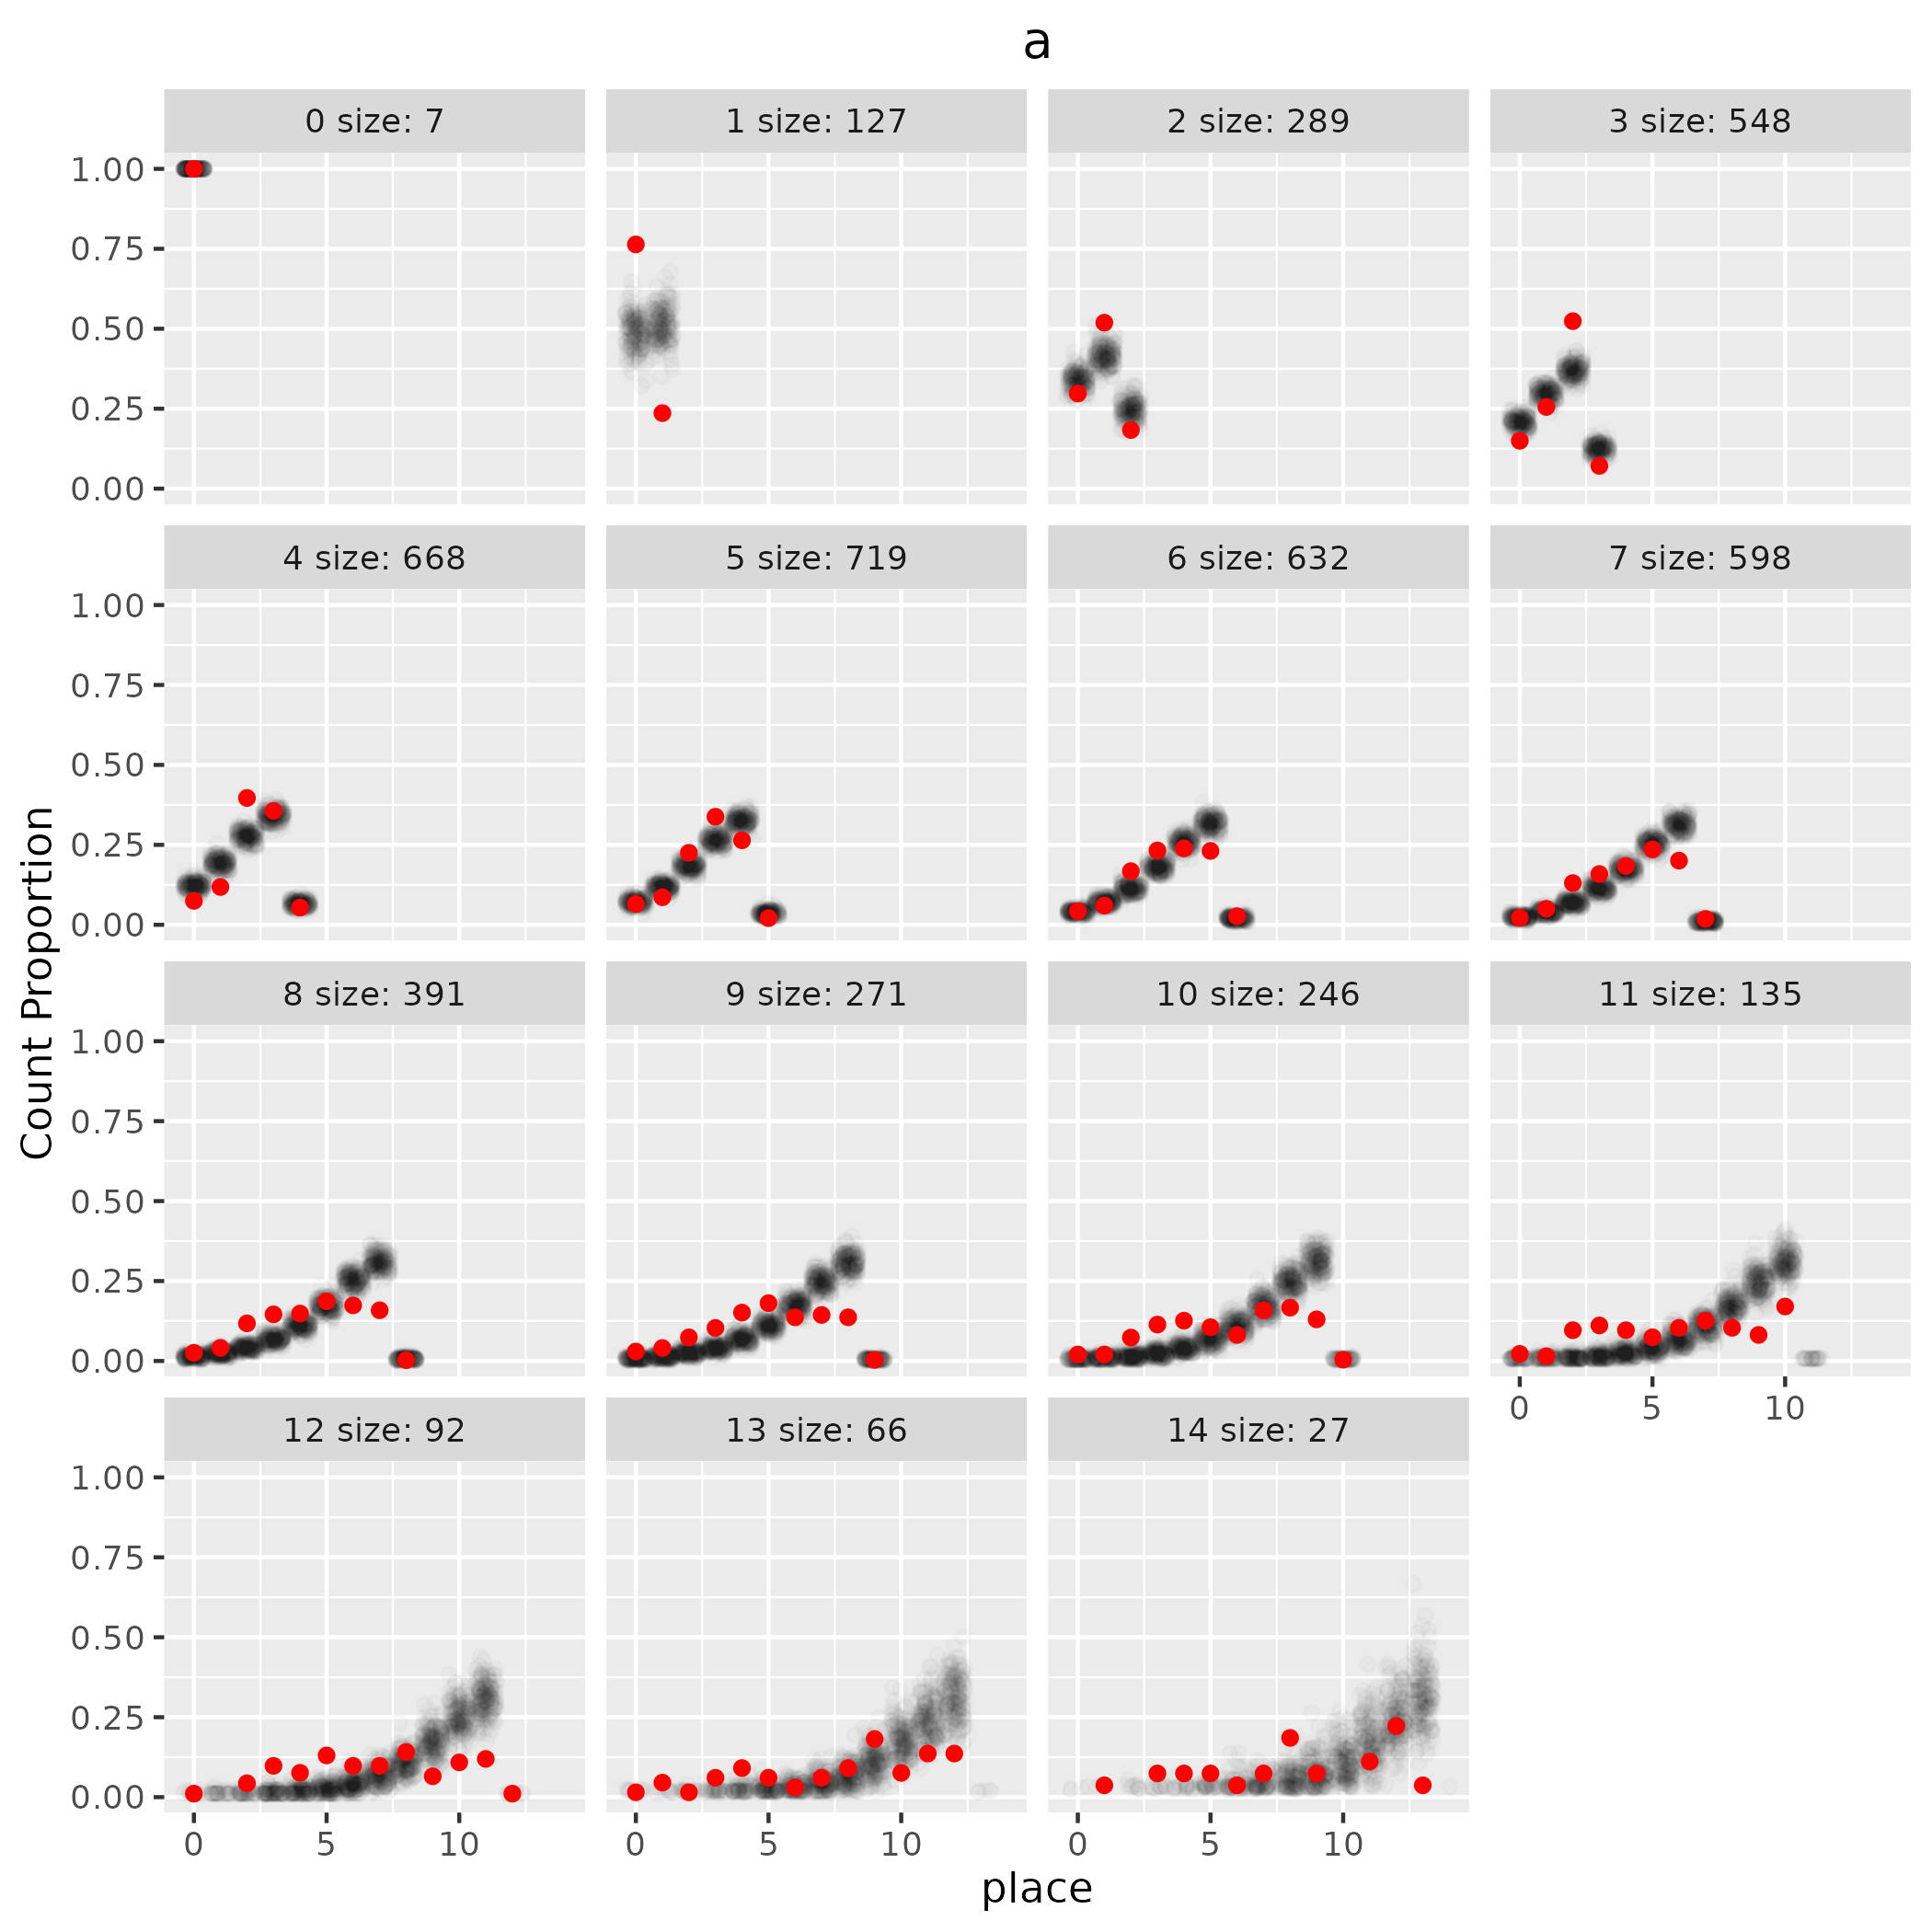 a
0 size: 7
1 size: 127
2 size: 289
3 size: 548
1.00
0.75
0.50
0.25
0.00
4 size: 668
5 size: 719
6 size: 632
7 size: 598
1.00
0.75
0.50
0.25
0.00
Count Proportion
8 size: 391
9 size: 271
10 size: 246
11 size: 135
1.00
0.75
0.50
0.25
0.00
0 5 10
12 size: 92
13 size: 66
14 size: 27
1.00
0.75
0.50
0.25
0.00
0 5 10
0 5 10
0 5 10
place